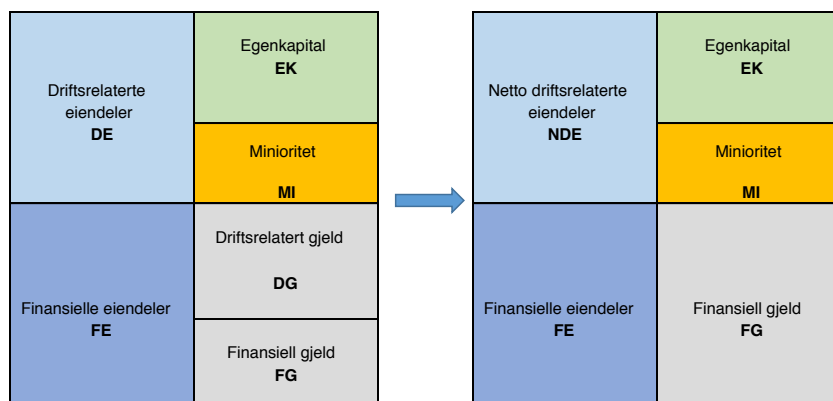 Driftsrelaterte
eiendeler
DE
Egenkapital
EK
Minioritet
MI
Finansielle eiendeler
FE
Driftsrelatert gjeld
DG
Finansiell gjeld
FG
Netto driftsrelaterte
eiendeler
NDE
Egenkapital
EK
Minioritet
MI
Finansielle eiendeler
FE
Finansiell gjeld
FG